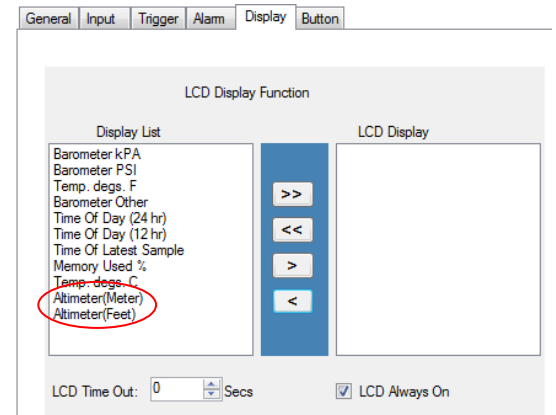 General Input Trigger Alarm Display Button
LCD Display Function
Display List LCD Display
Barometer kPA
Barometer PSI
Temp. degs. F
Barometer Other
Time Of Day (24 hr)
Time Of Day (12 hr)
Time Of Latest Sample
Memory Used %
Temp. degs. C
Altimeter(Meter)
Altimeter(Feet)
>>
<<
>
<
LCD Time Out: 0 Secs LCD Always On